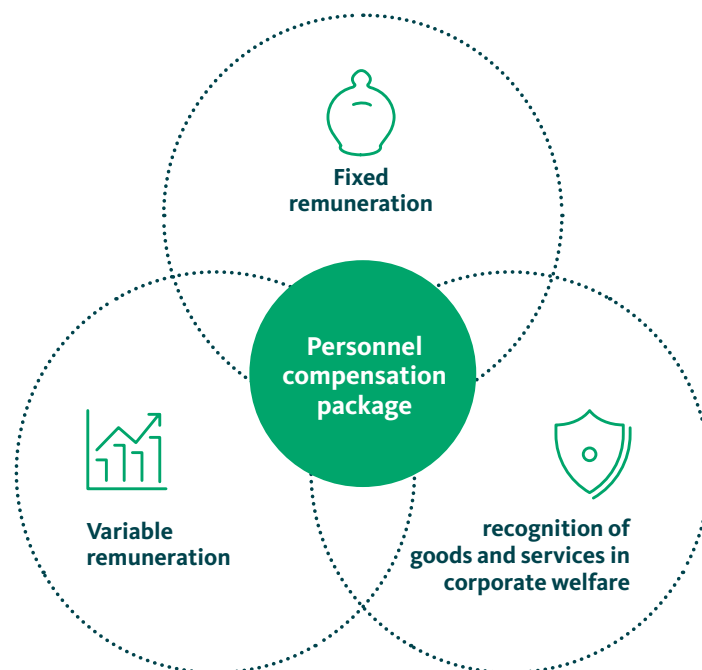 Fixed
remuneration
Personnel
compensation
package
Variable
remuneration
recognition of
goods and services in
corporate welfare